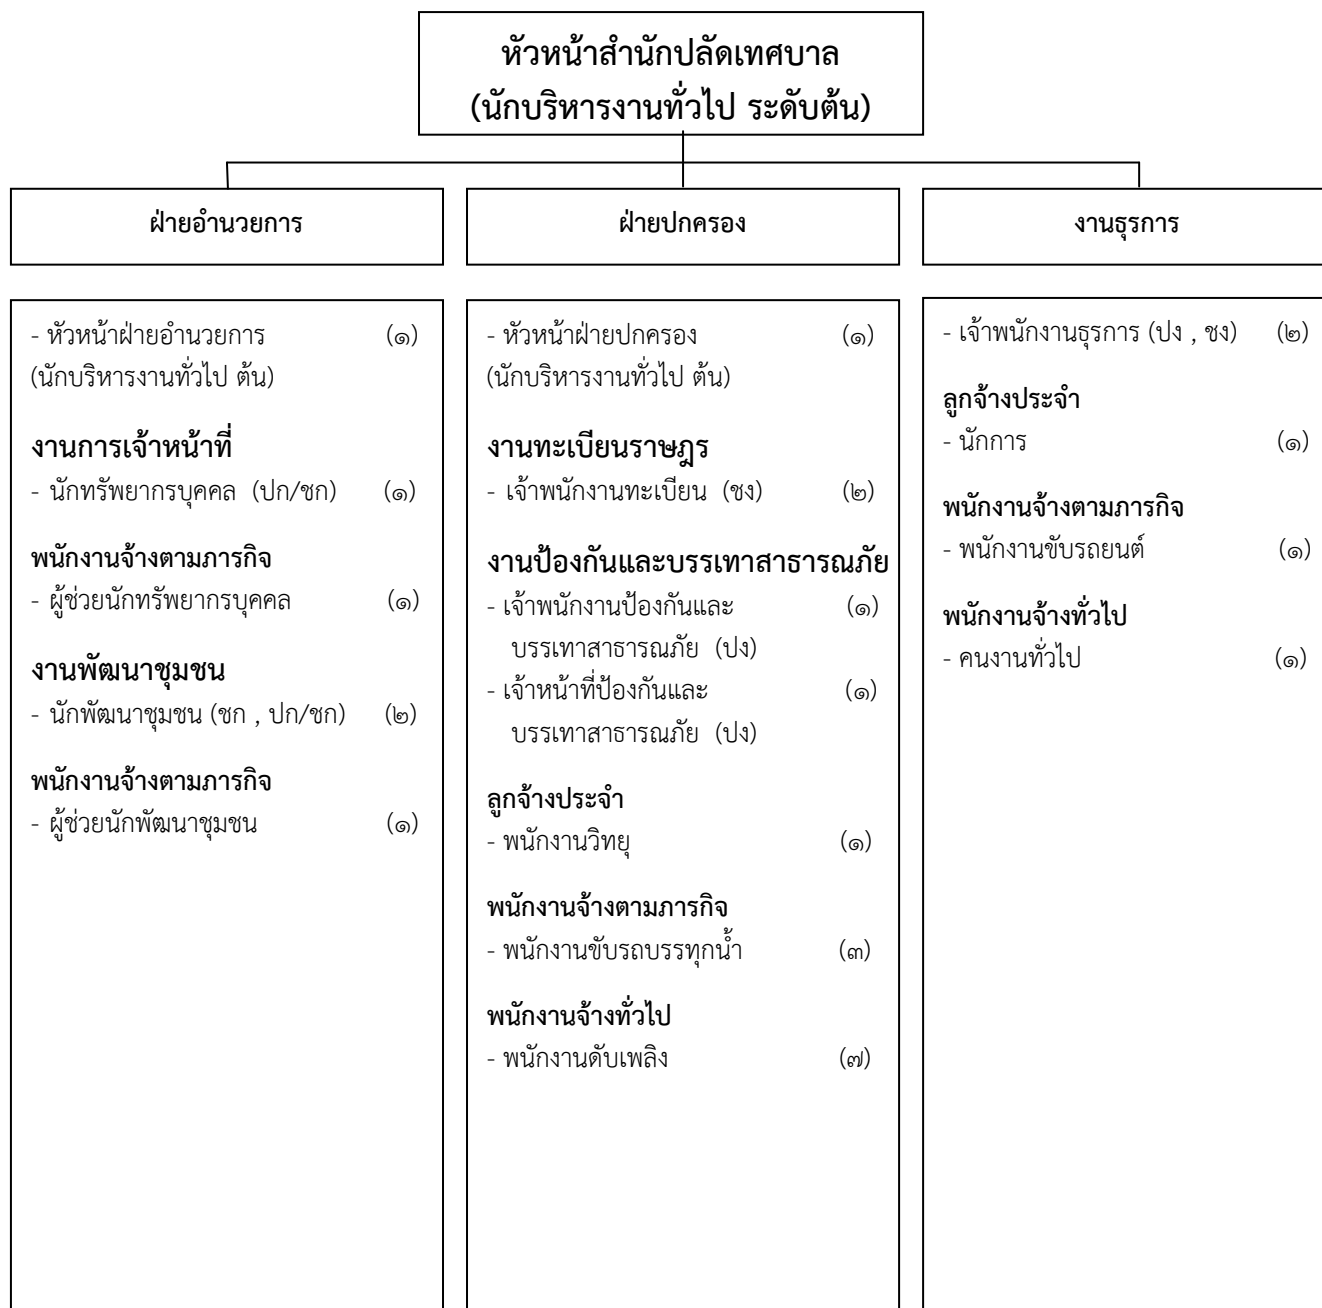 หัวหน้าสำนักปลัดเทศบาล
(นักบริหารงานทั่วไป ระดับต้น)
ฝ่ายอำนวยการ
ฝ่ายปกครอง
งานธุรการ
- หัวหน้าฝ่ายอำนวยการ (๑)
(นักบริหารงานทั่วไป ต้น)
งานการเจ้าหน้าที่
- นักทรัพยากรบุคคล (ปก/ชก) (๑)
พนักงานจ้างตามภารกิจ
- ผู้ช่วยนักทรัพยากรบุคคล (๑)
งานพัฒนาชุมชน
- นักพัฒนาชุมชน (ชก , ปก/ชก) (๒)
พนักงานจ้างตามภารกิจ
- ผู้ช่วยนักพัฒนาชุมชน (๑)
- หัวหน้าฝ่ายปกครอง (๑)
(นักบริหารงานทั่วไป ต้น)
งานทะเบียนราษฎร
- เจ้าพนักงานทะเบียน (ชง) (๒)
งานป้องกันและบรรเทาสาธารณภัย
- เจ้าพนักงานป้องกันและ (๑)
บรรเทาสาธารณภัย (ปง)
- เจ้าหน้าที่ป้องกันและ (๑)
บรรเทาสาธารณภัย (ปง)
ลูกจ้างประจำ
- พนักงานวิทยุ (๑)
พนักงานจ้างตามภารกิจ
- พนักงานขับรถบรรทุกน้ำ (๓)
พนักงานจ้างทั่วไป
- พนักงานดับเพลิง (๗)
- เจ้าพนักงานธุรการ (ปง , ชง) (๒)
ลูกจ้างประจำ
- นักการ (๑)
พนักงานจ้างตามภารกิจ
- พนักงานขับรถยนต์ (๑)
พนักงานจ้างทั่วไป
- คนงานทั่วไป (๑)